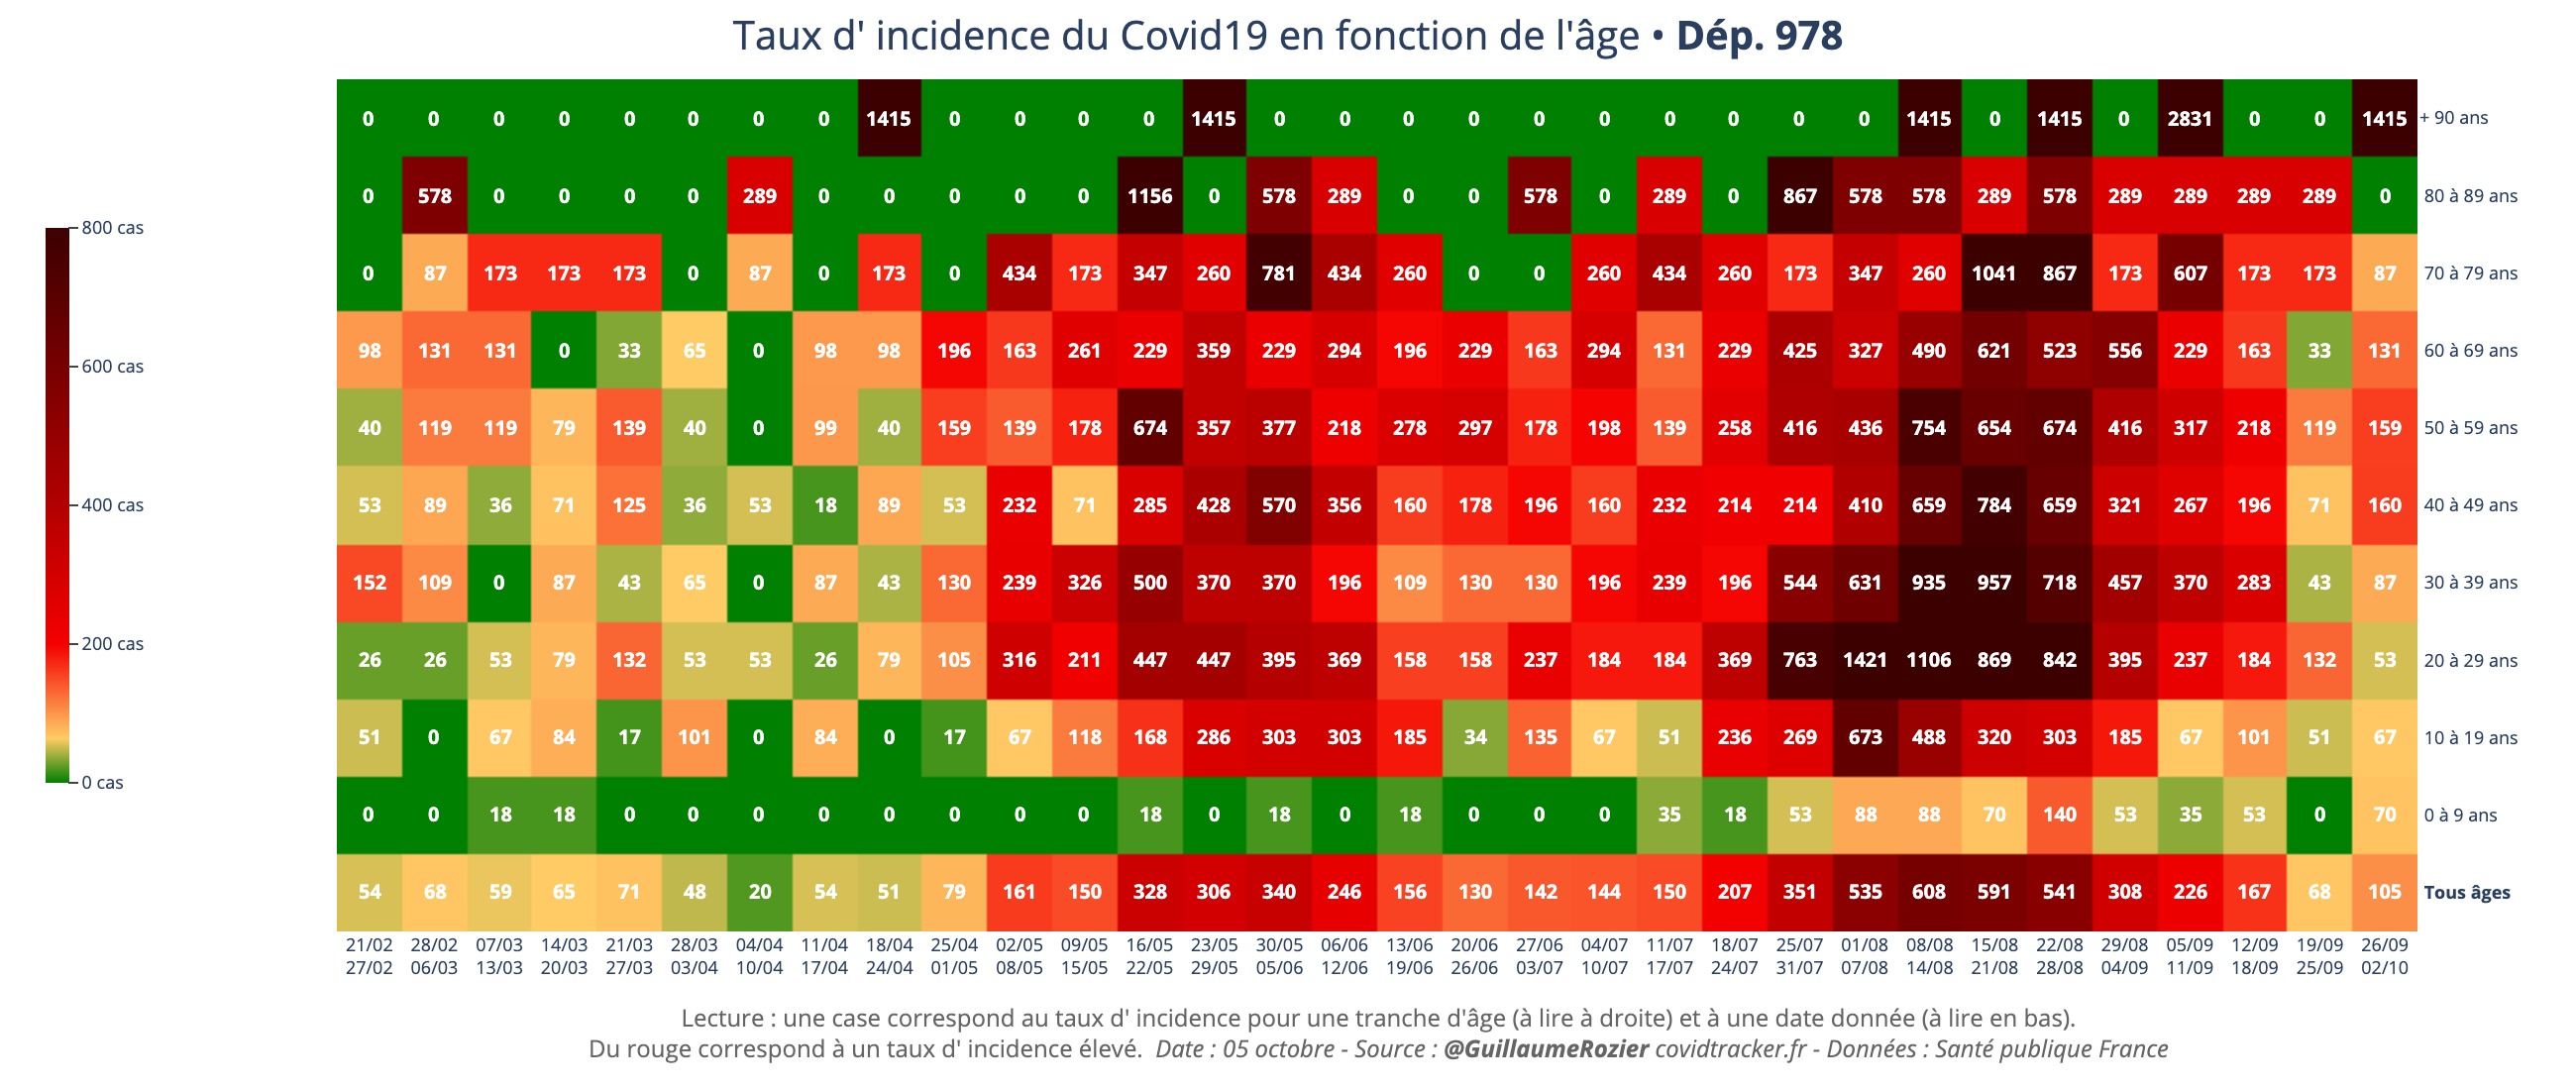 Taux d' incidence du Covid19 en fonction de l'âge • Dép. 978
0 0 0 0 0 0 0 0 1415 0 0 0 0 1415 0 0 0 0 0 0 0 0 0 0 1415 0 1415 0 2831 0 0 1415 + 90 ans
0 578 0 0 0 0 289 0 0 0 0 0 1156 0 578 289 0 0 578 0 289 0 867 578 578 289 578 289 289 289 289 0 80 à 89 ans
800 cas
0 87 173 173 173 0 87 0 173 0 434 173 347 260 781 434 260 0 0 260 434 260 173 347 260 1041 867 173 607 173 173 87 70 à 79 ans
98 131 131 0 33 65 0 98 98 196 163 261 229 359 229 294 196 229 163 294 131 229 425 327 490 621 523 556 229 163 33 131 60 à 69 ans
600 cas
40 119 119 79 139 40 0 99 40 159 139 178 674 357 377 218 278 297 178 198 139 258 416 436 754 654 674 416 317 218 119 159 50 à 59 ans
53 89 36 71 125 36 53 18 89 53 232 71 285 428 570 356 160 178 196 160 232 214 214 410 659 784 659 321 267 196 71 160 40 à 49 ans
400 cas
152 109 0 87 43 65 0 87 43 130 239 326 500 370 370 196 109 130 130 196 239 196 544 631 935 957 718 457 370 283 43 87 30 à 39 ans
200 cas
26 26 53 79 132 53 53 26 79 105 316 211 447 447 395 369 158 158 237 184 184 369 763 1421 1106 869 842 395 237 184 132 53 20 à 29 ans
51 0 67 84 17 101 0 84 0 17 67 118 168 286 303 303 185 34 135 67 51 236 269 673 488 320 303 185 67 101 51 67 10 à 19 ans
0 cas
0 0 18 18 0 0 0 0 0 0 0 0 18 0 18 0 18 0 0 0 35 18 53 88 88 70 140 53 35 53 0 70 0 à 9 ans
54 68 59 65 71 48 20 54 51 79 161 150 328 306 340 246 156 130 142 144 150 207 351 535 608 591 541 308 226 167 68 105 Tous âges
21/02 28/02 07/03 14/03 21/03 28/03 04/04 11/04 18/04 25/04 02/05 09/05 16/05 23/05 30/05 06/06 13/06 20/06 27/06 04/07 11/07 18/07 25/07 01/08 08/08 15/08 22/08 29/08 05/09 12/09 19/09 26/09
27/02 06/03 13/03 20/03 27/03 03/04 10/04 17/04 24/04 01/05 08/05 15/05 22/05 29/05 05/06 12/06 19/06 26/06 03/07 10/07 17/07 24/07 31/07 07/08 14/08 21/08 28/08 04/09 11/09 18/09 25/09 02/10
Lecture : une case correspond au taux d' incidence pour une tranche d'âge (à lire à droite) et à une date donnée (à lire en bas).
Du rouge correspond à un taux d' incidence élevé. Date : 05 octobre - Source : @GuillaumeRozier covidtracker.fr - Données : Santé publique France